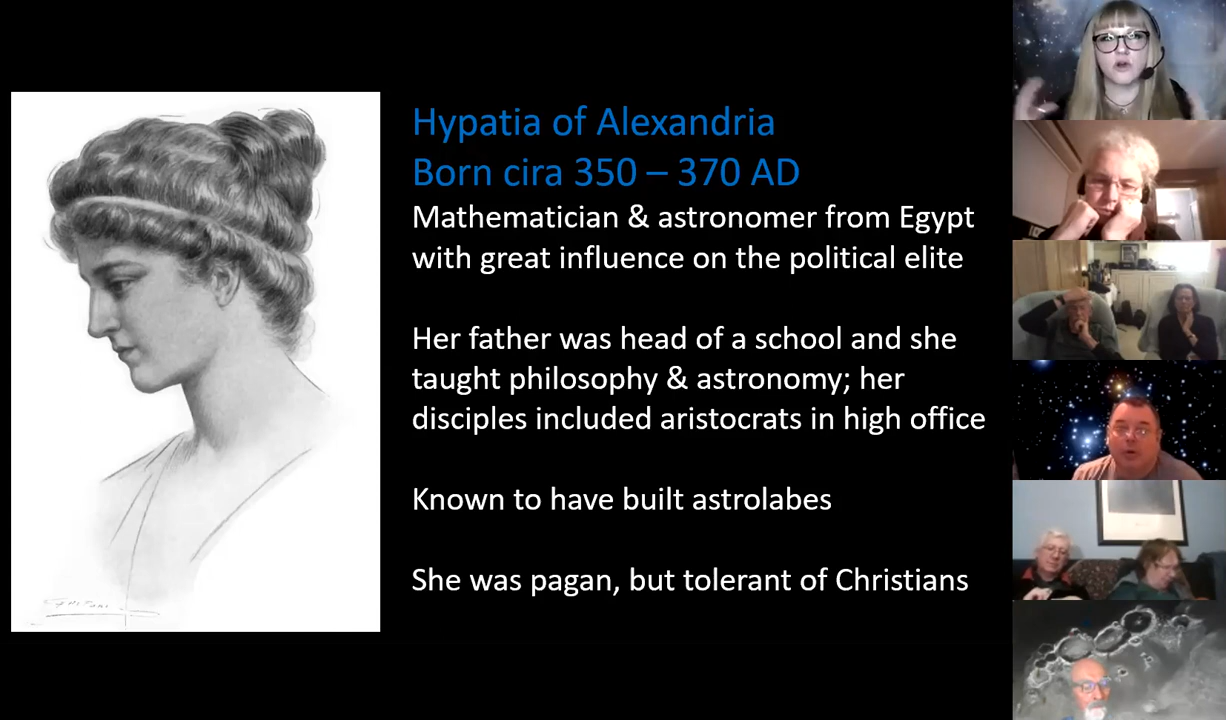 Hypatia of Alexandria
Born cira 350 – 370 AD
Mathematician & astronomer from Egypt
with great influence on the political elite
Her father was head of a school and she
taught philosophy & astronomy; her
disciples included aristocrats in high office
Known to have built astrolabes
She was pagan, but tolerant of Christians